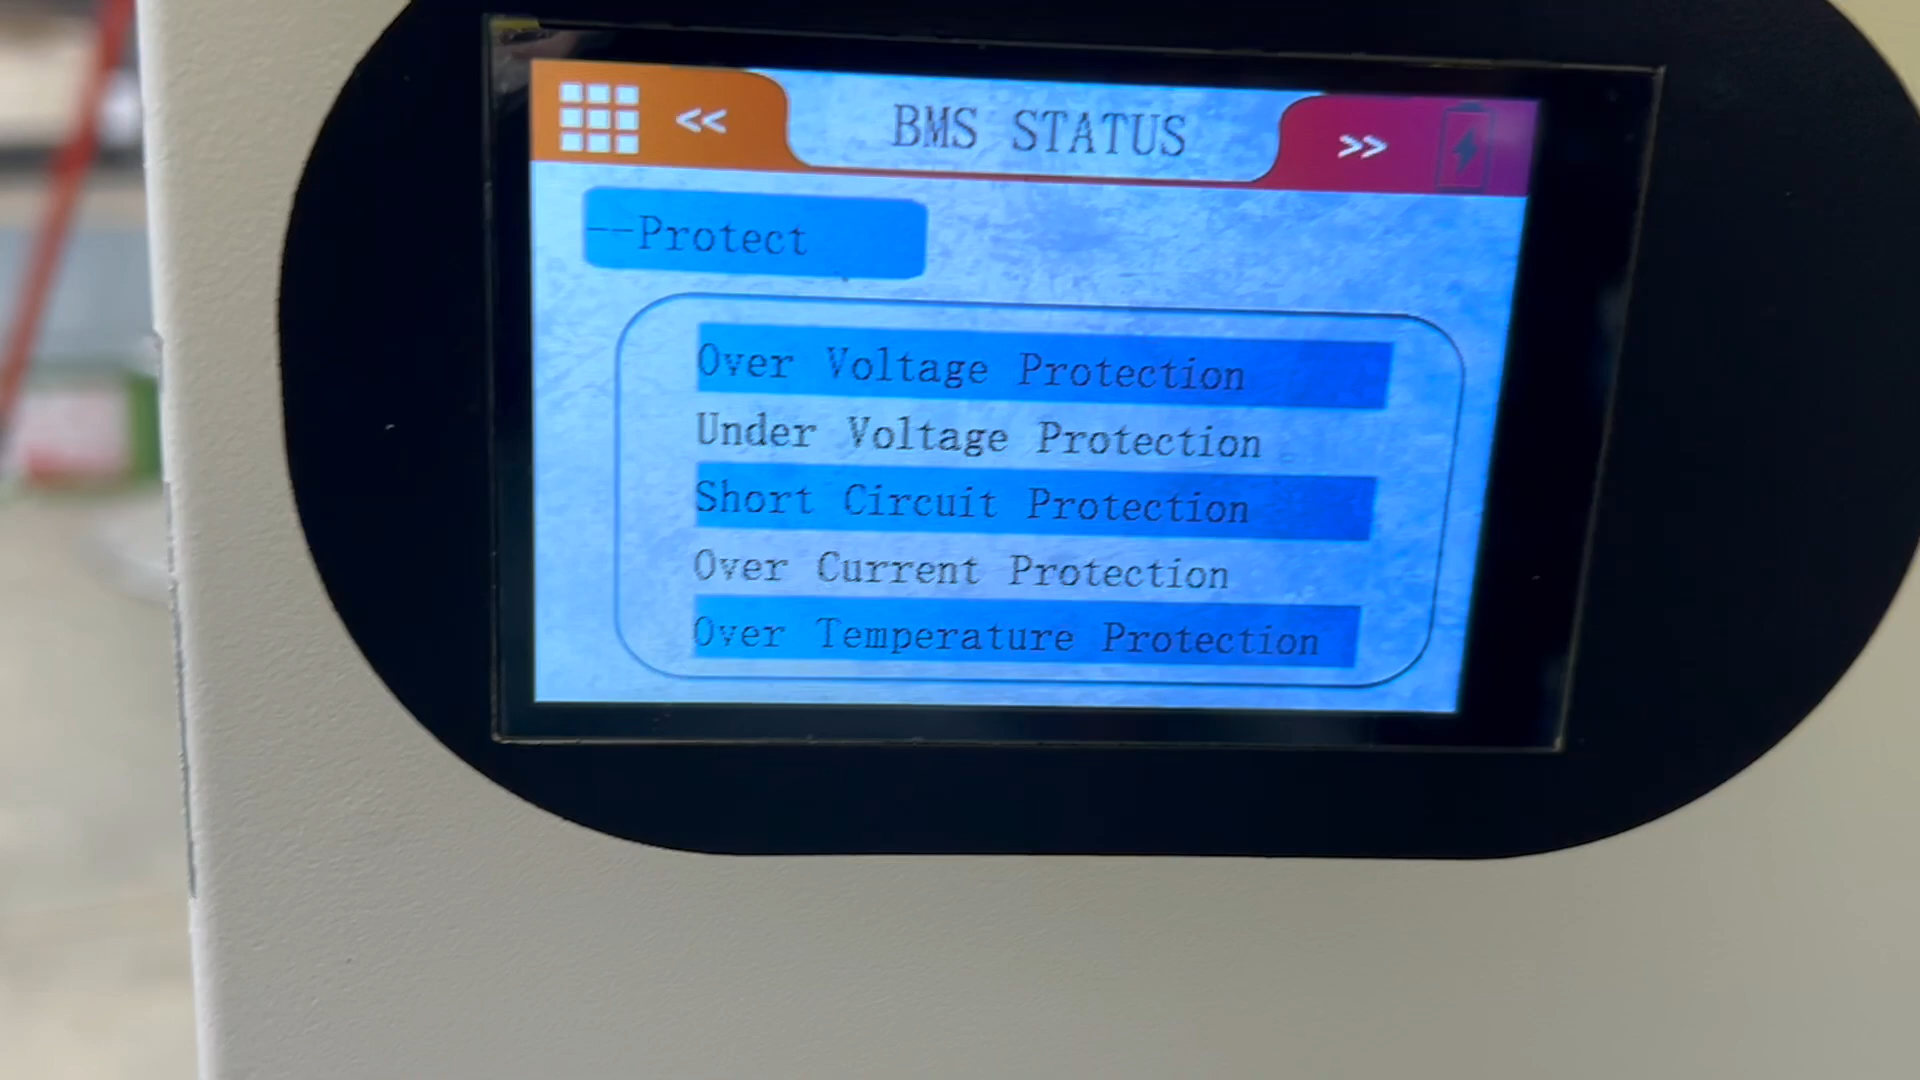 <<
BMS STATUS
>>
--Protect
Over Voltage Protection
Under Voltage Protection
Short Circuit Protection
Over Current Protection
Over Temperature Protection